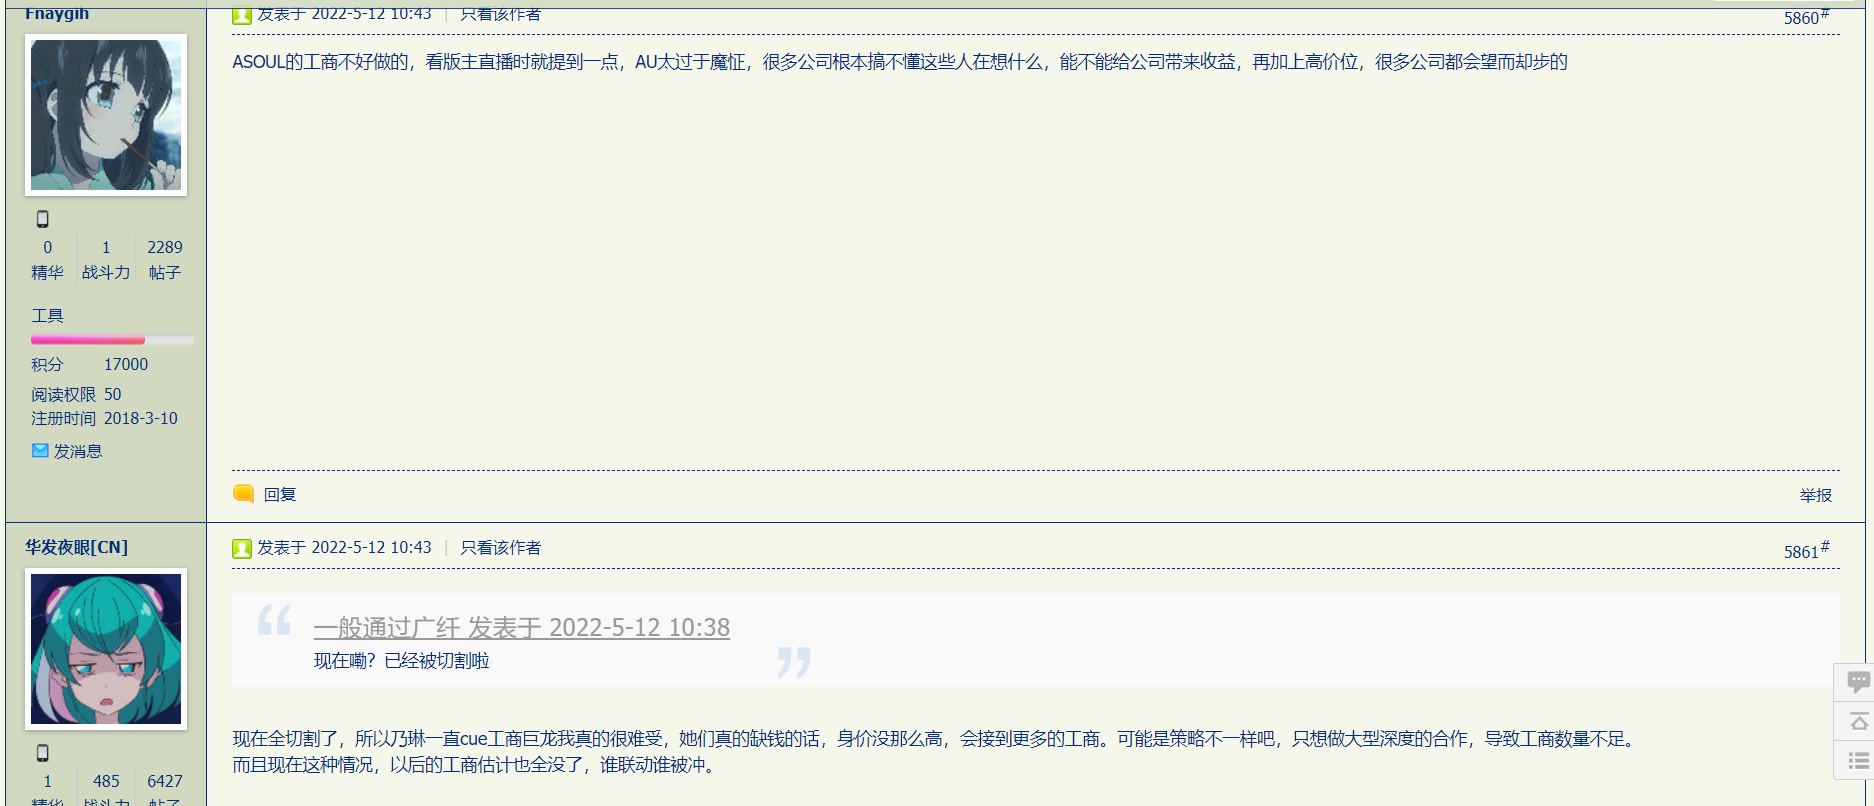 Fnaygih
发表于 2022-5-12 10:43 | 只看该作者
5860#
ASOUL的工商不好做的，看版主直播时就提到一点，AU太过于魔怔，很多公司根本搞不懂这些人在想什么，能不能给公司带来收益，再加上高价位，很多公司都会望而却步的
0 1 2289
精华 战斗力 帖子
工具
积分 17000
阅读权限 50
注册时间 2018-3-10
发消息
回复
举报
华发夜眼[CN]
发表于 2022-5-12 10:43 | 只看该作者
5861#
一般通过广纤 发表于 2022-5-12 10:38
现在嘞？已经被切割啦
现在全切割了，所以乃琳一直cue工商巨龙我真的很难受，她们真的缺钱的话，身价没那么高，会接到更多的工商。可能是策略不一样吧，只想做大型深度的合作，导致工商数量不足。
而且现在这种情况，以后的工商估计也全没了，谁联动谁被冲。
1 485 6427
精华 战斗力 帖子